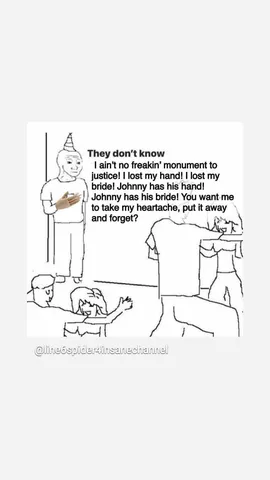 They don't know
I ain't no freakin' monument to
justice! I lost my hand! I lost my
bride! Johnny has his hand!
Johnny has his bride! You want me
to take my heartache, put it away
and forget?
@line6spider4insanechannel